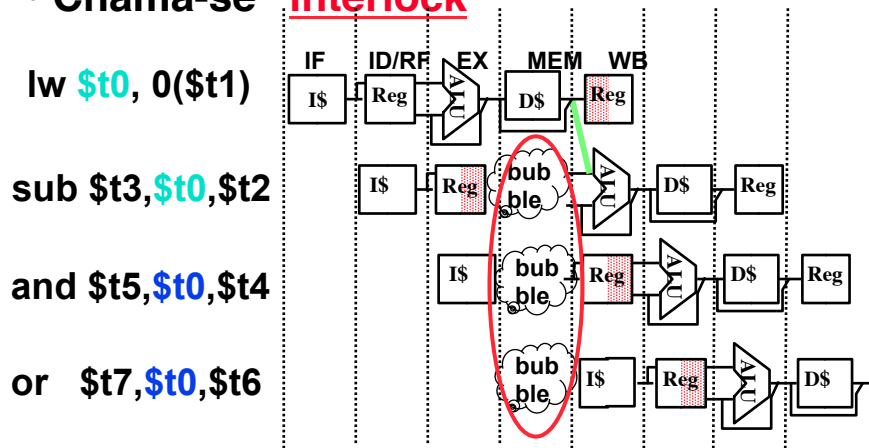 • Chama-se "interlock"
IF ID/RF EX MEM WB
lw $t0, 0($t1)
I$ Reg ALU D$ Reg
sub $t3,$t0,$t2
I$ Reg bub ble ALU D$ Reg
and $t5,$t0,$t4
I$ bub ble Reg ALU D$ Reg
or $t7,$t0,$t6
bub ble I$ Reg ALU D$